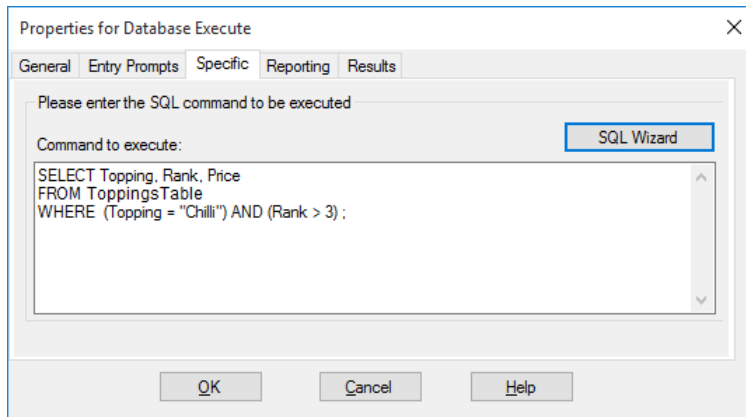 Properties for Database Execute
General Entry Prompts Specific Reporting Results
Please enter the SQL command to be executed
SQL Wizard
Command to execute:
SELECT Topping, Rank, Price
FROM ToppingsTable
WHERE (Topping = "Chilli") AND (Rank > 3) ;
OK Cancel Help